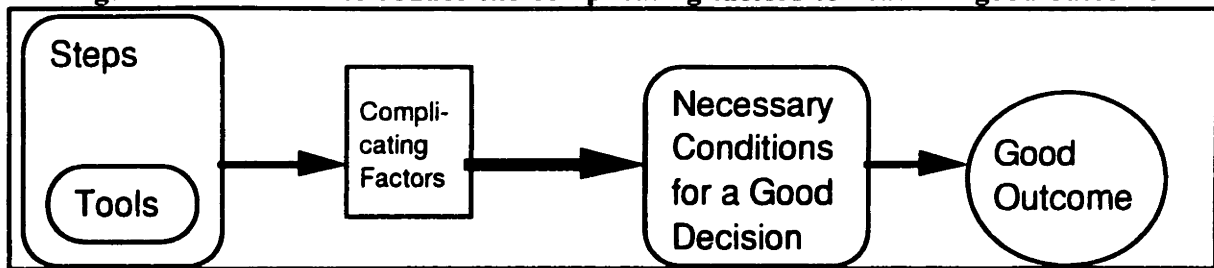 Steps
Tools
Compli-
cating
Factors
Necessary
Conditions
for a Good
Decision
Good
Outcome